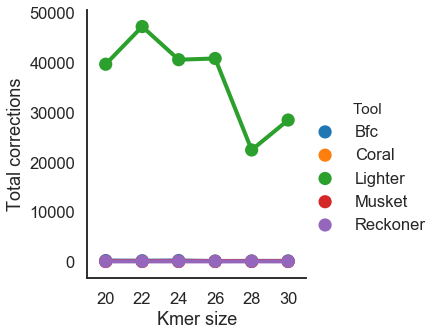 50000
40000
30000
20000
10000
0
Total corrections
20 22 24 26 28 30
Kmer size
Tool
Bfc
Coral
Lighter
Musket
Reckoner